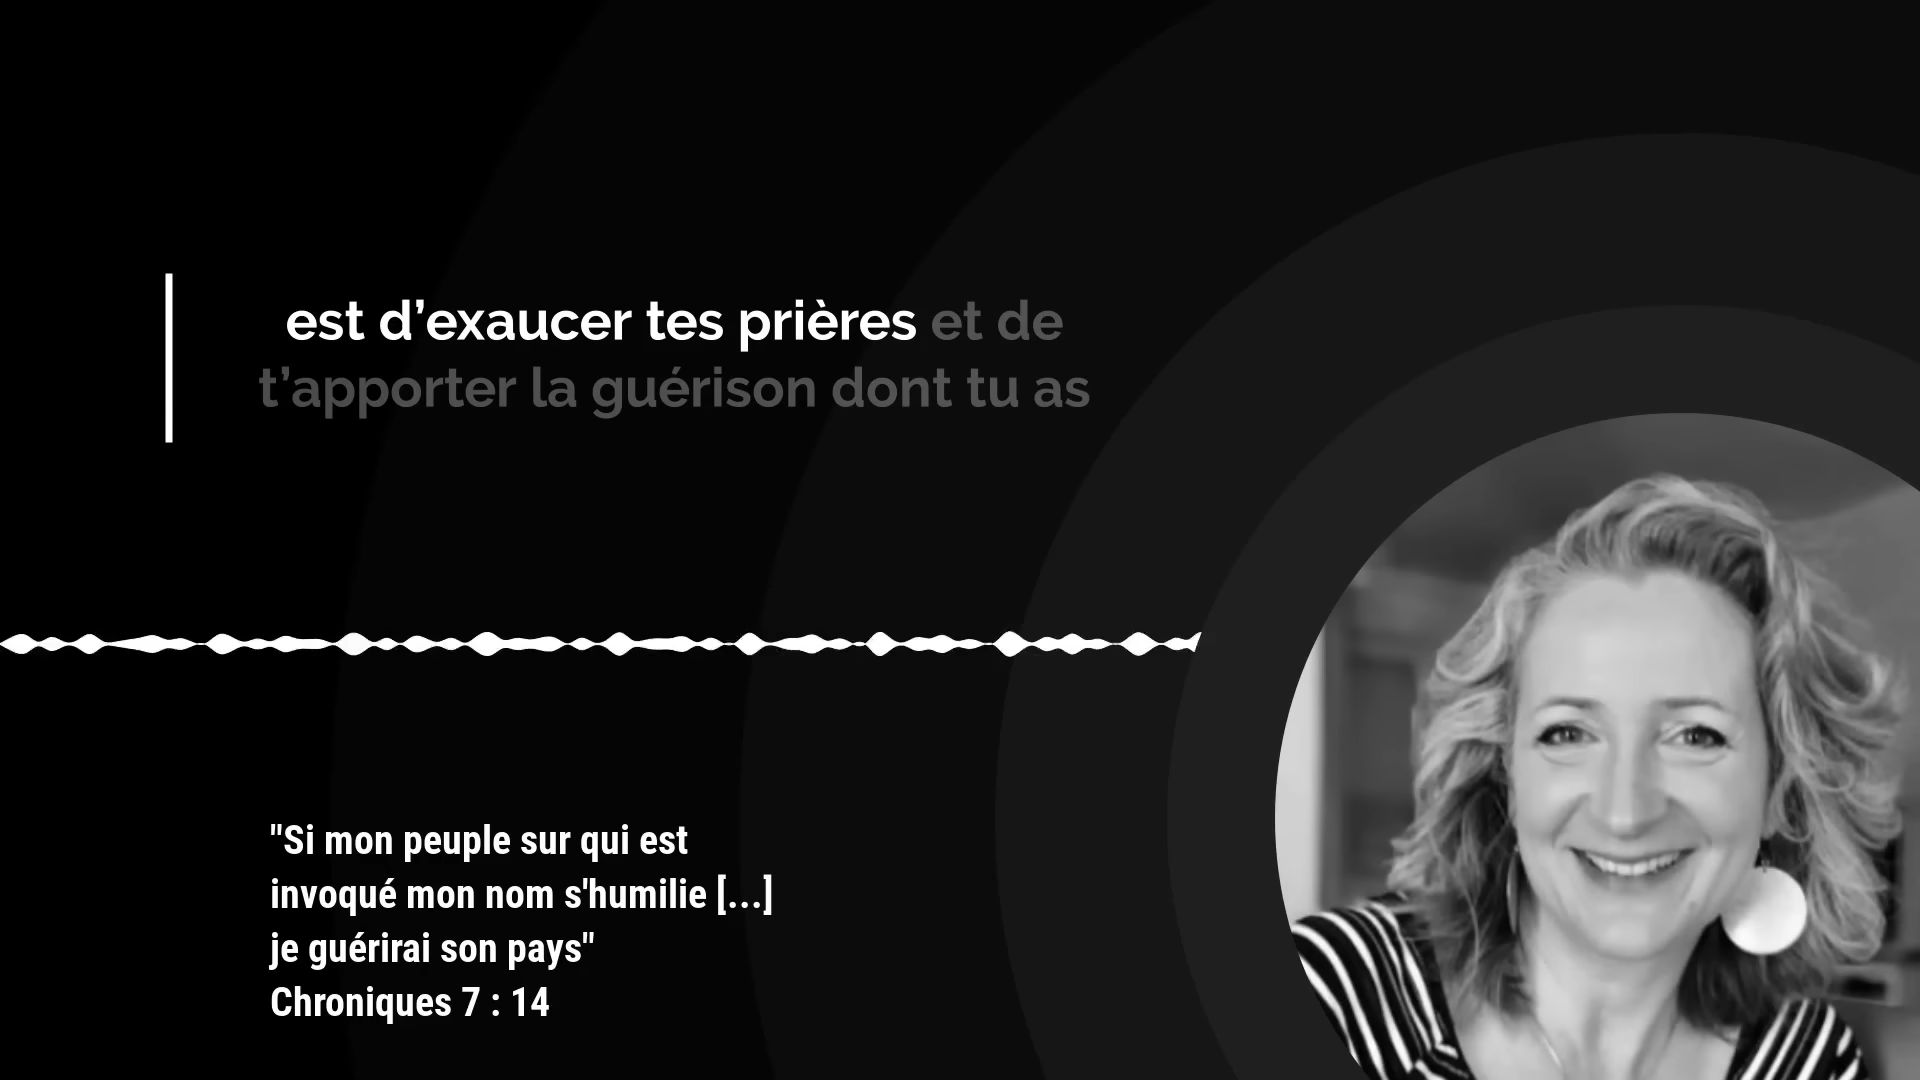 est d’exaucer tes prières et de
t’apporter la guérison dont tu as
"Si mon peuple sur qui est
invoqué mon nom s'humilie [...]
je guérirai son pays"
Chroniques 7 : 14